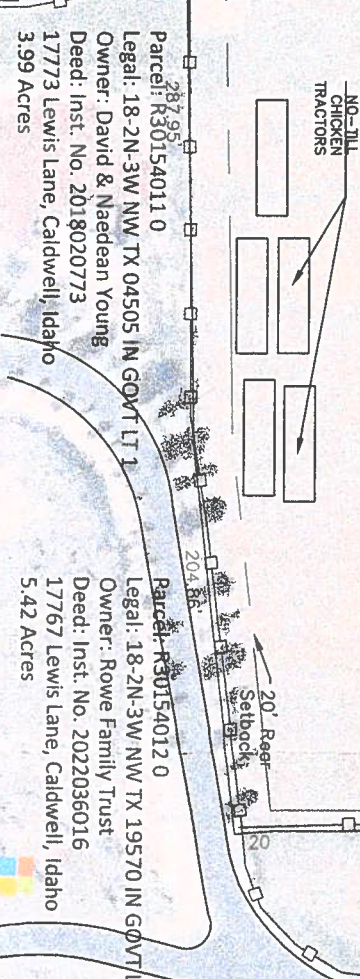 NO-TILL
CHICKEN
TRACTORS
287.95'
Parcel: R30154011 0
Legal: 18-2N-3W NW TX 04505 IN GOVT LT 1
Owner: David & Naedean Young
Deed: Inst. No. 2018020773
17773 Lewis Lane, Caldwell, Idaho
3.99 Acres
204.86'
20' Rear
Setback
20
Parcel: R30154012 0
Legal: 18-2N-3W NW TX 19570 IN GOVT L
Owner: Rowe Family Trust
Deed: Inst. No. 2022036016
17767 Lewis Lane, Caldwell, Idaho
5.42 Acres